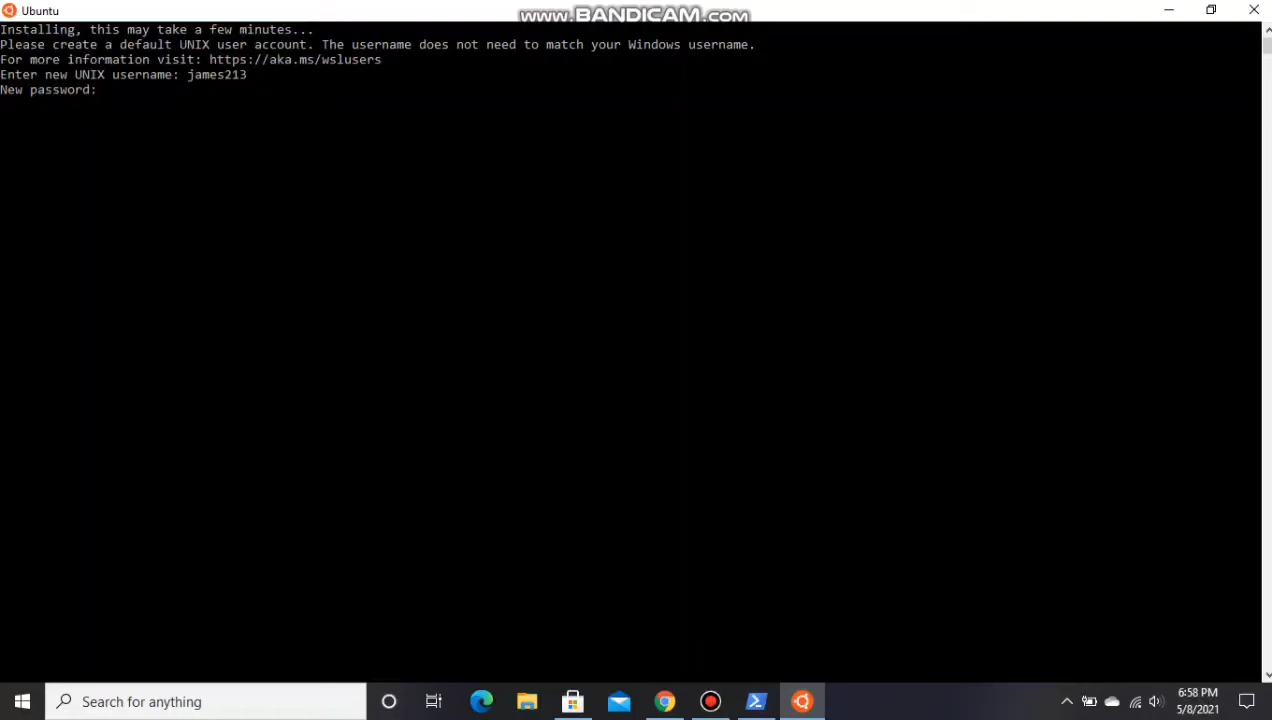 Ubuntu
www.BANDICAM.com
Installing, this may take a few minutes...
Please create a default UNIX user account. The username does not need to match your Windows username.
For more information visit: https://aka.ms/wslusers
Enter new UNIX username: james213
New password:
Search for anything
6:58 PM
5/8/2021